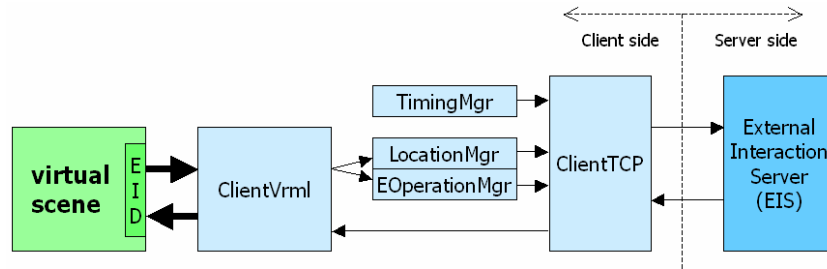 Client side
Server side
TimingMgr
virtual
scene
E
I
D
ClientVrml
LocationMgr
EOperationMgr
ClientTCP
External
Interaction
Server
(EIS)